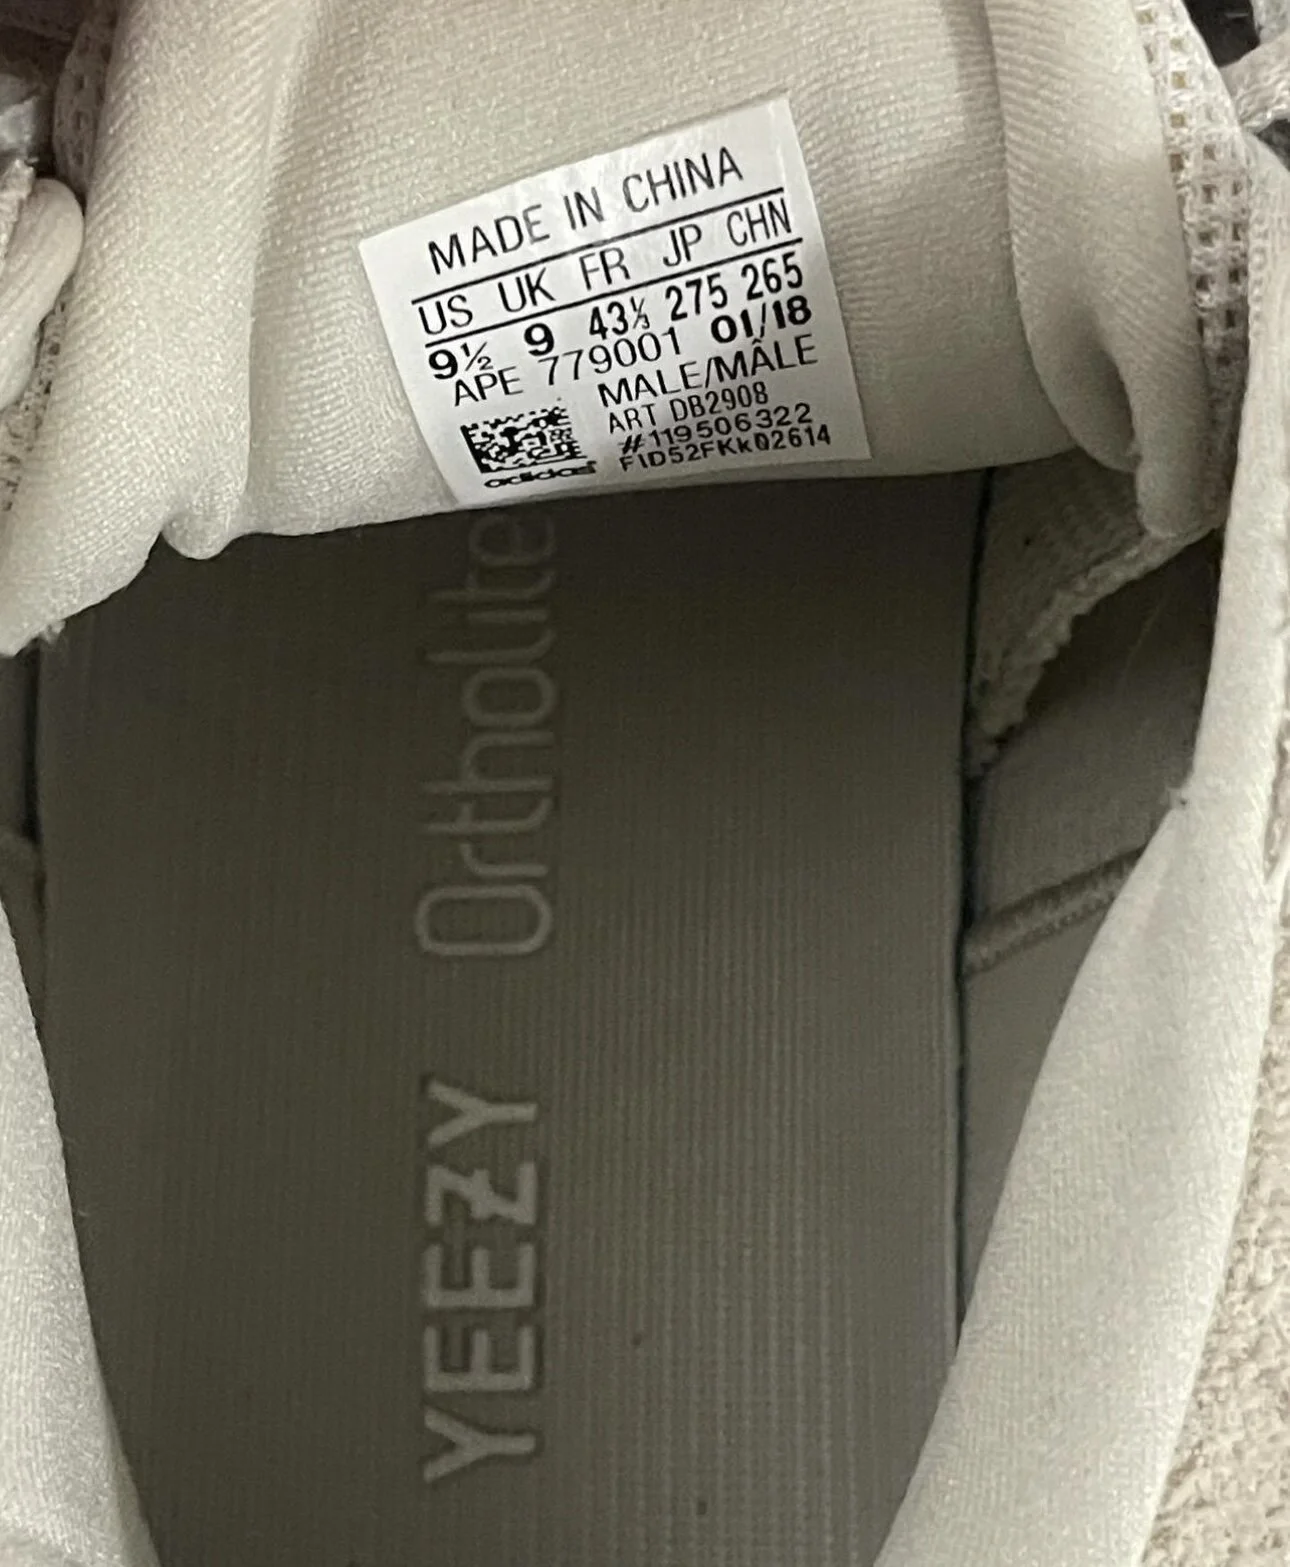 MADE IN CHINA
US UK FR JP CHN
9½ 9 43⅓ 275 265
APE 779001 01/18
MALE/MÂLE
ART DB2908
#119506322
F1D52FKk02614
adidas
YEEZY Ortholite